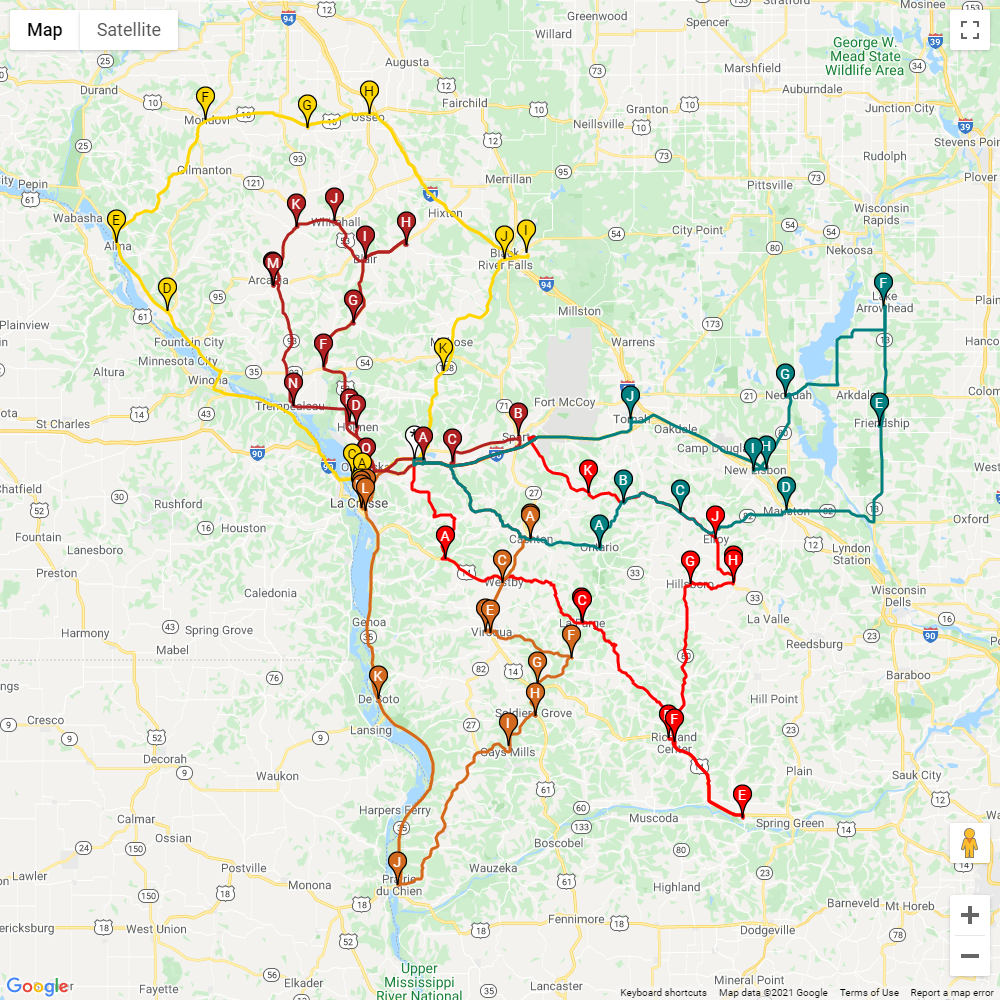 Map
Satellite
Mosinee
Stratford
Greenwood
Spencer
Willard
George W.
Mead State
Wildlife Area
Augusta
Marshfield
Durand
Auburndale
Fairchild
Granton
Junction City
Mondovi
Osseo
Neillsville
Stevens Poin
Gilmanton
Rudolph
Merrillan
Pepin
Plover
Pittsville
Wabasha
Hixton
Wisconsin
Rapids
Whitehall
City Point
Alma
Blair
Black
River Falls
Nekoosa
Arcadia
Lake
Arrowhead
Millston
Plainview
Fountain City
Warrens
Minnesota City
Altura
Winona
Necedah
Arkdale
Trempealeau
Fort McCoy
Tomah
St Charles
Holmen
Oakdale
Friendship
Sparta
Camp Douglas
New Lisbon
La Crosse
Rushford
Mauston
Houston
Cashton
Ontario
Elroy
Oxford
Fountain
Lanesboro
Lyndon
Station
Preston
Westby
Hillsboro
Wisconsin
Dells
Caledonia
La Farge
La Valle
Harmony
Spring Grove
Genoa
Viroqua
Reedsburg
Mabel
Baraboo
De Soto
Hill Point
Cresco
Lansing
Soldiers Grove
Richland
Center
Decorah
Gays Mills
Waukon
Plain
Sauk City
Harpers Ferry
Calmar
Muscoda
Spring Green
Ossian
Boscobel
Postville
Wauzeka
Lawler
Monona
Prairie
du Chien
Highland
Barneveld
Mt Horeb
Fennimore
West Union
Dodgeville
Upper
Mississippi
River National
Elkader
Lancaster
Mineral Point
Google
Keyboard shortcuts
Map data ©2021 Google
Terms of Use
Report a map error